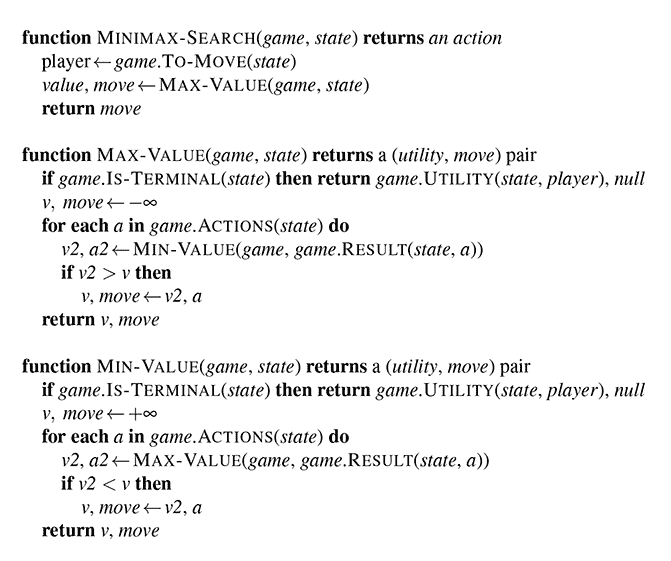 function MINIMAX-SEARCH(game, state) returns an action
player←game.TO-MOVE(state)
value, move←MAX-VALUE(game, state)
return move
function MAX-VALUE(game, state) returns a (utility, move) pair
if game.IS-TERMINAL(state) then return game.UTILITY(state, player), null
v, move←−∞
for each a in game.ACTIONS(state) do
v2, a2←MIN-VALUE(game, game.RESULT(state, a))
if v2 > v then
v, move←v2, a
return v, move
function MIN-VALUE(game, state) returns a (utility, move) pair
if game.IS-TERMINAL(state) then return game.UTILITY(state, player), null
v, move←+∞
for each a in game.ACTIONS(state) do
v2, a2←MAX-VALUE(game, game.RESULT(state, a))
if v2 < v then
v, move←v2, a
return v, move